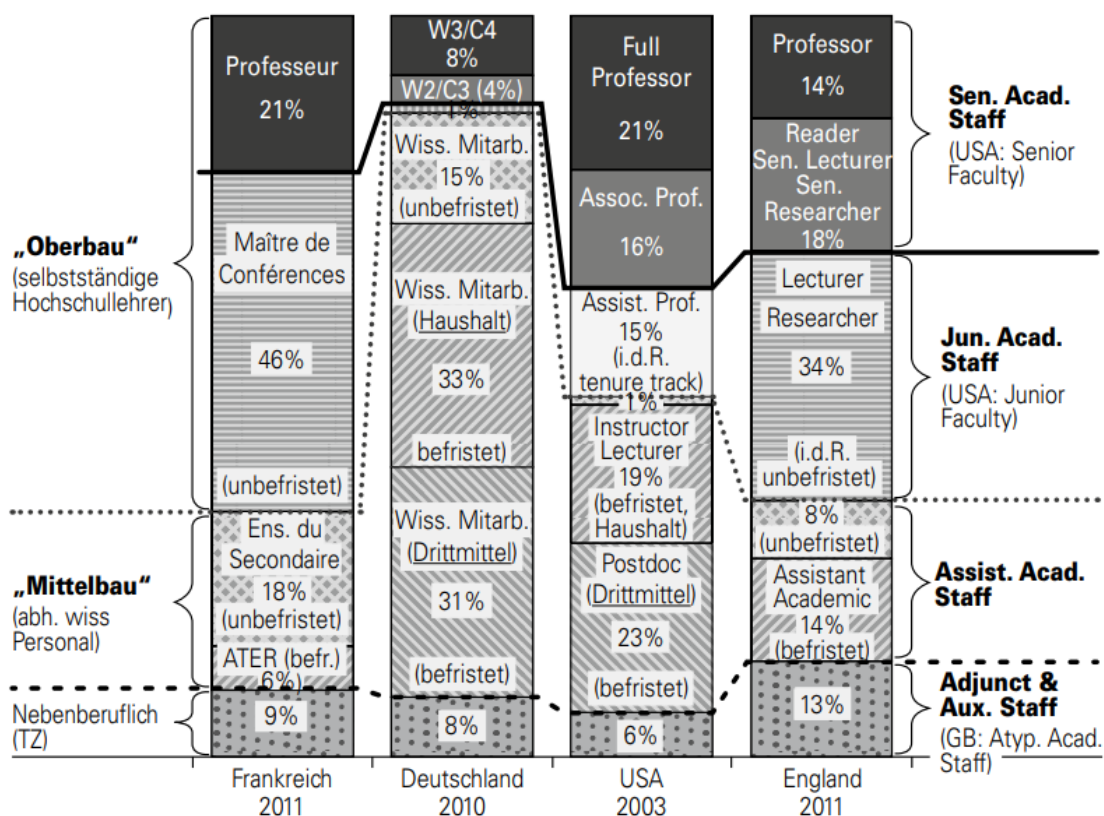 „Oberbau“
(selbstständige
Hochschullehrer)
„Mittelbau“
(abh. wiss
Personal)
Nebenberuflich
(TZ)
Professeur
21%
Maître de
Conférences
46%
(unbefristet)
Ens. du
Secondaire
18%
(unbefristet)
ATER (befr.)
6%)
9%
Frankreich
2011
W3/C4
8%
W2/C3 (4%)
1%
Wiss. Mitarb.
15%
(unbefristet)
Wiss. Mitarb.
(Haushalt)
33%
befristet)
Wiss. Mitarb.
(Drittmittel)
31%
(befristet)
8%
Deutschland
2010
Full
Professor
21%
Assoc. Prof.
16%
Assist. Prof.
15%
(i.d.R.
tenure track)
1%
Instructor
Lecturer
19%
(befristet,
Haushalt)
Postdoc
(Drittmittel)
23%
(befristet)
6%
USA
2003
Professor
14%
Reader
Sen. Lecturer
Sen.
Researcher
18%
Lecturer
Researcher
34%
(i.d.R.
unbefristet)
8%
(unbefristet)
Assistant
Academic
14%
(befristet)
13%
England
2011
Sen. Acad.
Staff
(USA: Senior
Faculty)
Jun. Acad.
Staff
(USA: Junior
Faculty)
Assist. Acad.
Staff
Adjunct &
Aux. Staff
(GB: Atyp. Acad.
Staff)